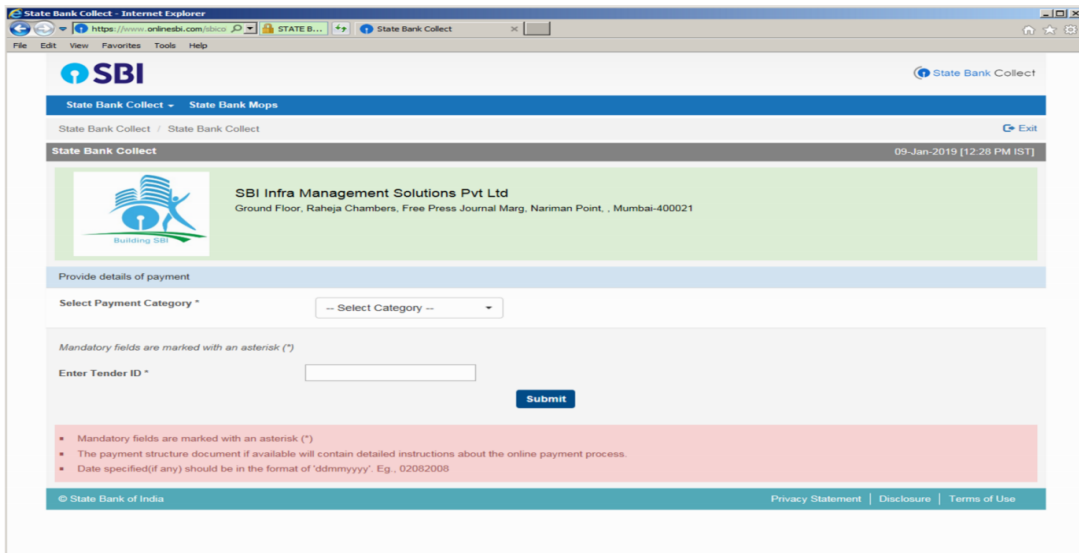 State Bank Collect - Internet Explorer
https://www.onlinesbi.com/sbico STATE B... State Bank Collect
File Edit View Favorites Tools Help
SBI
State Bank Collect
State Bank Collect State Bank Mops
State Bank Collect / State Bank Collect
Exit
State Bank Collect 09-Jan-2019 [12:28 PM IST]
Building SBI
SBI Infra Management Solutions Pvt Ltd
Ground Floor, Raheja Chambers, Free Press Journal Marg, Nariman Point, , Mumbai-400021
Provide details of payment
Select Payment Category * -- Select Category --
Mandatory fields are marked with an asterisk (*)
Enter Tender ID *
Submit
Mandatory fields are marked with an asterisk (*)
The payment structure document if available will contain detailed instructions about the online payment process.
Date specified(if any) should be in the format of 'ddmmyyyy'. Eg., 02082008
© State Bank of India Privacy Statement | Disclosure | Terms of Use